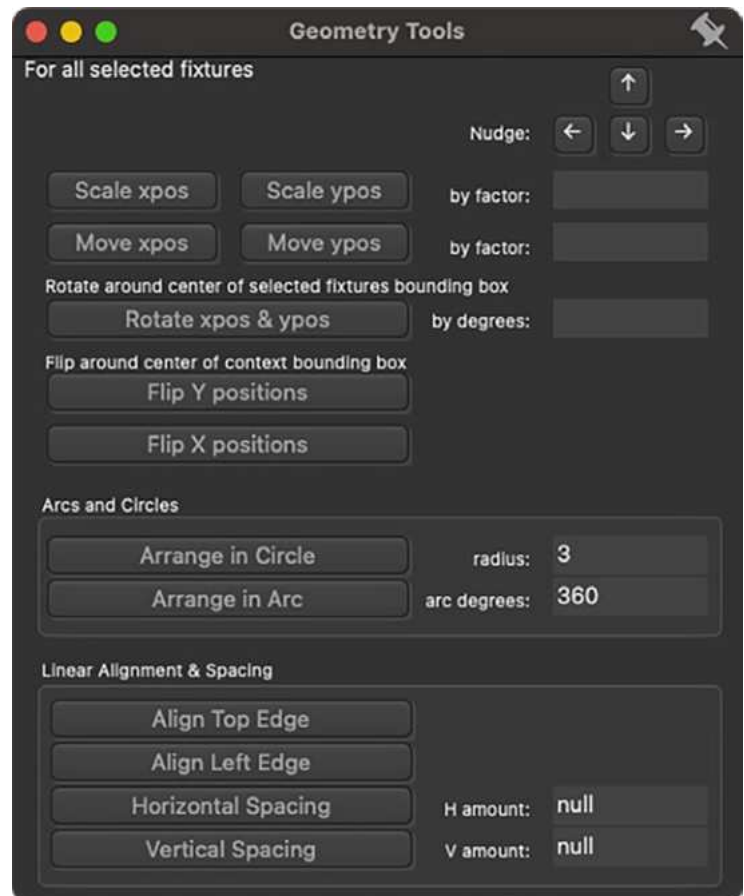 Geometry Tools
For all selected fixtures
↑
Nudge: ← ↓ →
Scale xpos Scale ypos by factor:
Move xpos Move ypos by factor:
Rotate around center of selected fixtures bounding box
Rotate xpos & ypos by degrees:
Flip around center of context bounding box
Flip Y positions
Flip X positions
Arcs and Circles
Arrange in Circle radius: 3
Arrange in Arc arc degrees: 360
Linear Alignment & Spacing
Align Top Edge
Align Left Edge
Horizontal Spacing H amount: null
Vertical Spacing V amount: null